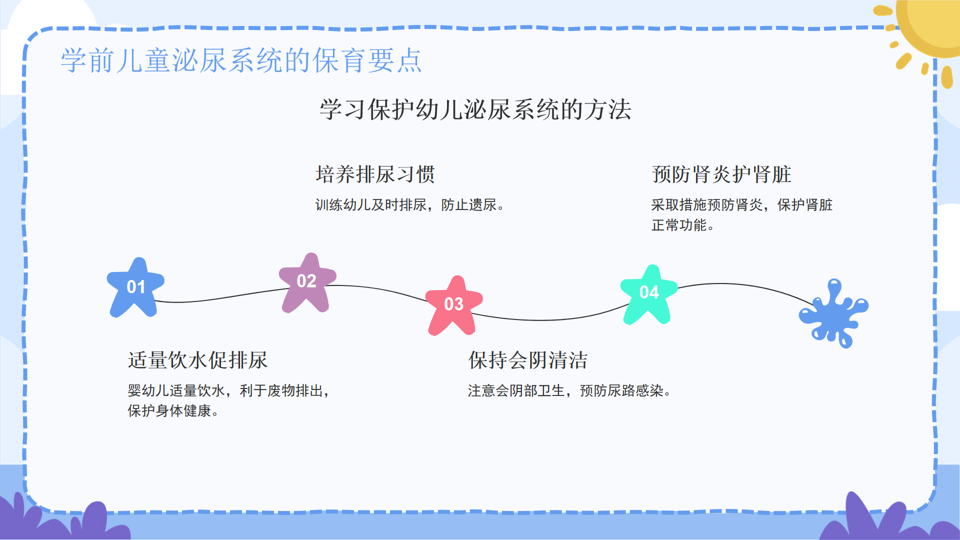 学前儿童泌尿系统的保育要点
学习保护幼儿泌尿系统的方法
01
适量饮水促排尿
婴幼儿适量饮水，利于废物排出，
保护身体健康。
02
培养排尿习惯
训练幼儿及时排尿，防止遗尿。
03
保持会阴清洁
注意会阴部卫生，预防尿路感染。
04
预防肾炎护肾脏
采取措施预防肾炎，保护肾脏
正常功能。